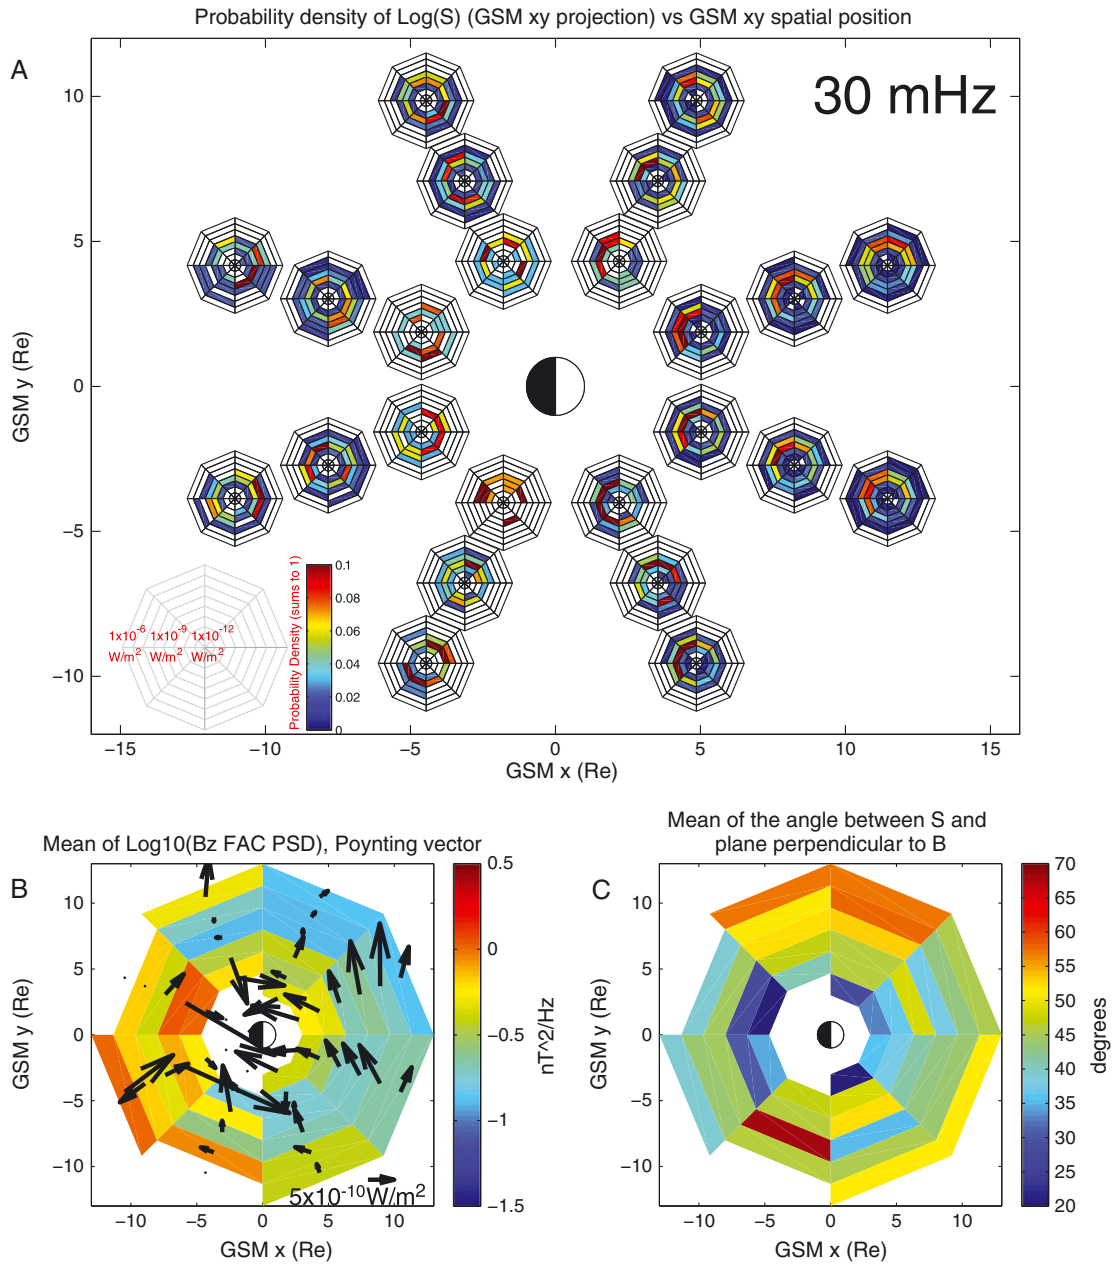 Probability density of Log(S) (GSM xy projection) vs GSM xy spatial position
A
30 mHz
10
5
0
−5
−10
GSM y (Re)
1x10-6 1x10-9 1x10-12
W/m2 W/m2 W/m2
Probability Density (sums to 1)
0.1
0.08
0.06
0.04
0.02
0
−15 −10 −5 0 5 10 15
GSM x (Re)
Mean of Log10(Bz FAC PSD), Poynting vector
B
10
5
0
−5
−10
GSM y (Re)
5x10-10W/m2
−10 −5 0 5 10
GSM x (Re)
0.5
0
−0.5
−1
−1.5
nT^2/Hz
Mean of the angle between S and
plane perpendicular to B
C
10
5
0
−5
−10
GSM y (Re)
−10 −5 0 5 10
GSM x (Re)
70
65
60
55
50
45
40
35
30
25
20
degrees